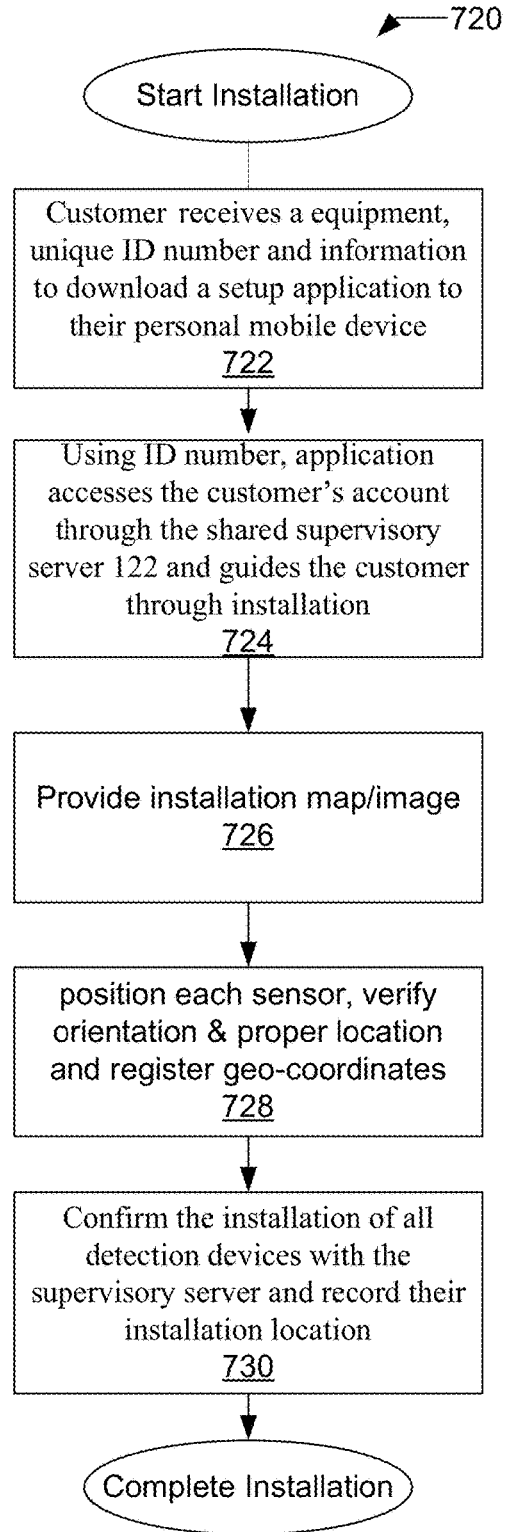 720
Start Installation
Customer receives a equipment,
unique ID number and information
to download a setup application to
their personal mobile device
722
Using ID number, application
accesses the customer's account
through the shared supervisory
server 122 and guides the customer
through installation
724
Provide installation map/image
726
position each sensor, verify
orientation & proper location
and register geo-coordinates
728
Confirm the installation of all
detection devices with the
supervisory server and record their
installation location
730
Complete Installation